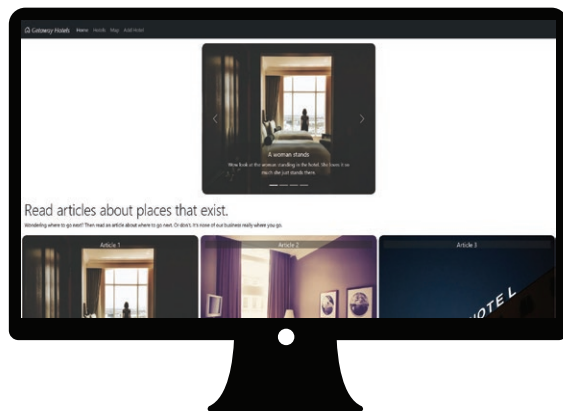 Getaway Hotels Home Hotels Map Add Hotel
A woman stands
Wow look at the woman standing in the hotel. She loves it so
much she just stands there.
Read articles about places that exist.
Wondering where to go next? Then read an article about where to go next. Or don't, it's none of our business really where you go.
Article 1
Article 2
Article 3
HOTEL